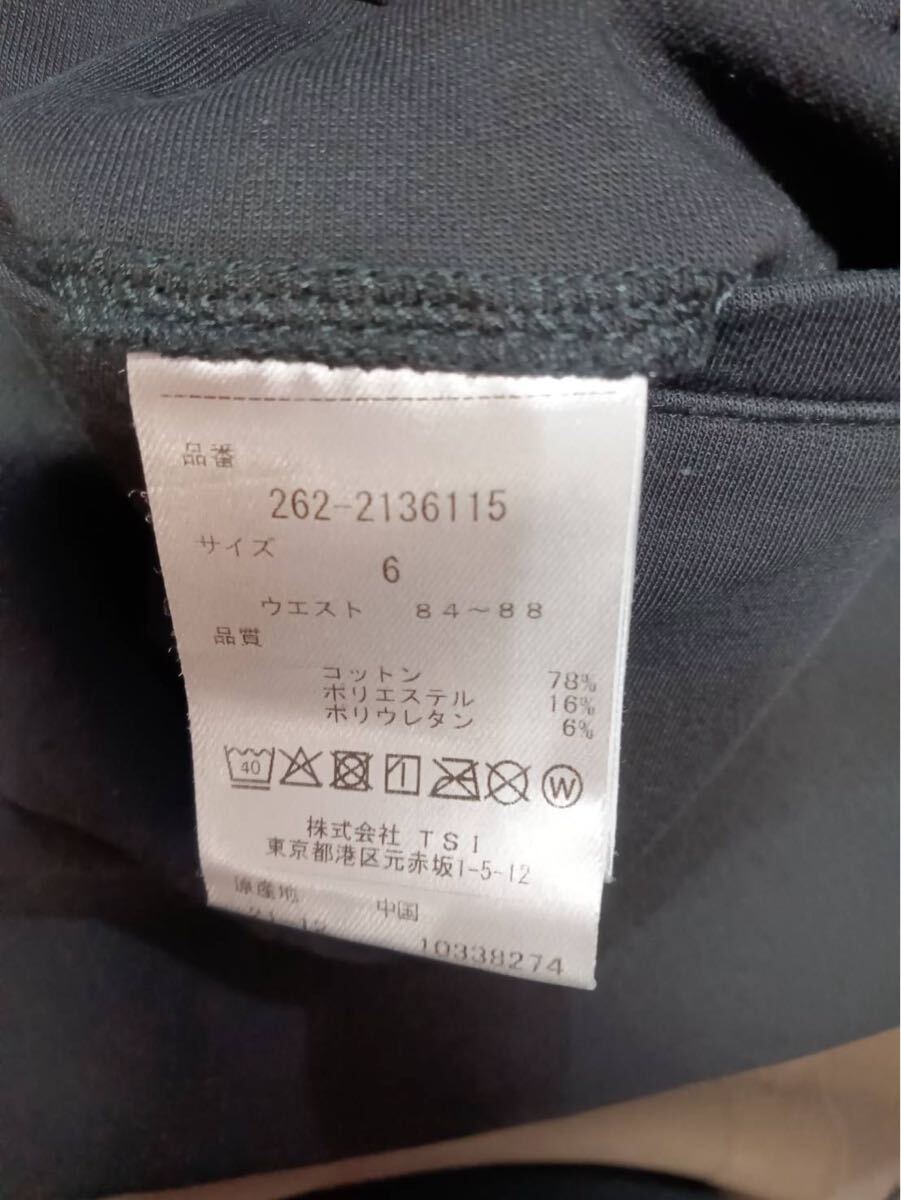 品番
262-2136115
サイズ
6
ウエスト 84～88
品質
コットン 78%
ポリエステル 16%
ポリウレタン 6%
40 W
株式会社 TSI
東京都港区元赤坂1-5-12
原産地 中国
10338274